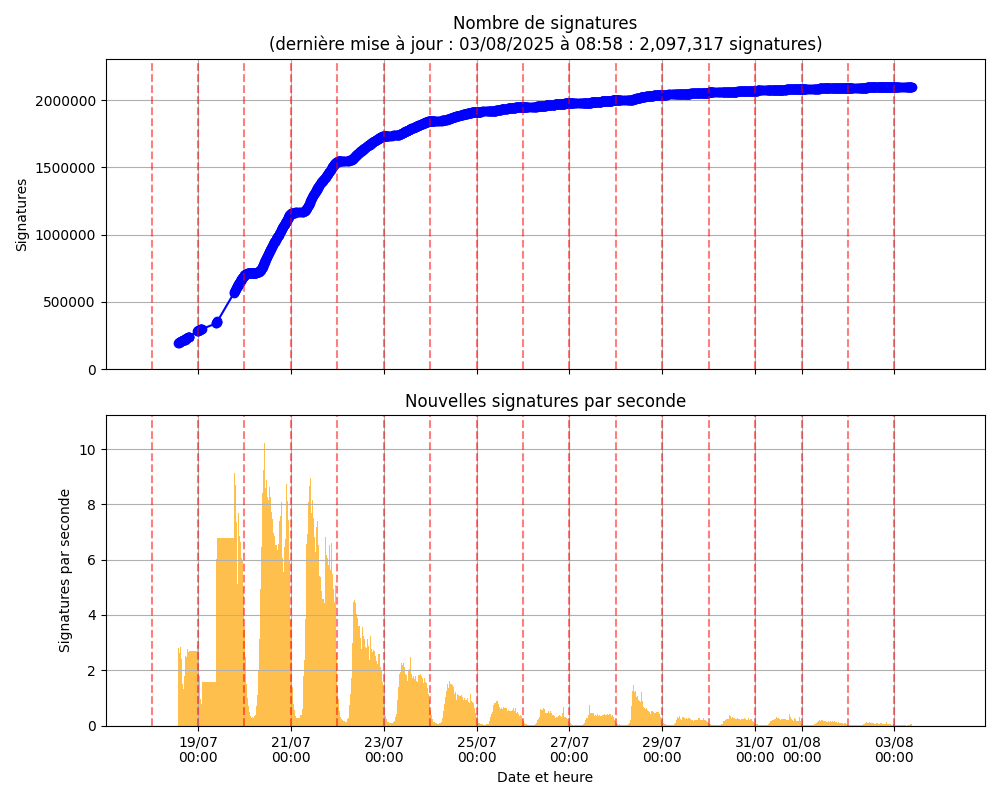 Nombre de signatures
(dernière mise à jour : 03/08/2025 à 08:58 : 2,097,317 signatures)
2000000
1500000
1000000
500000
0
Signatures
Nouvelles signatures par seconde
10
8
6
4
2
0
Signatures par seconde
19/07 21/07 23/07 25/07 27/07 29/07 31/07 01/08 03/08
00:00 00:00 00:00 00:00 00:00 00:00 00:00 00:00 00:00
Date et heure